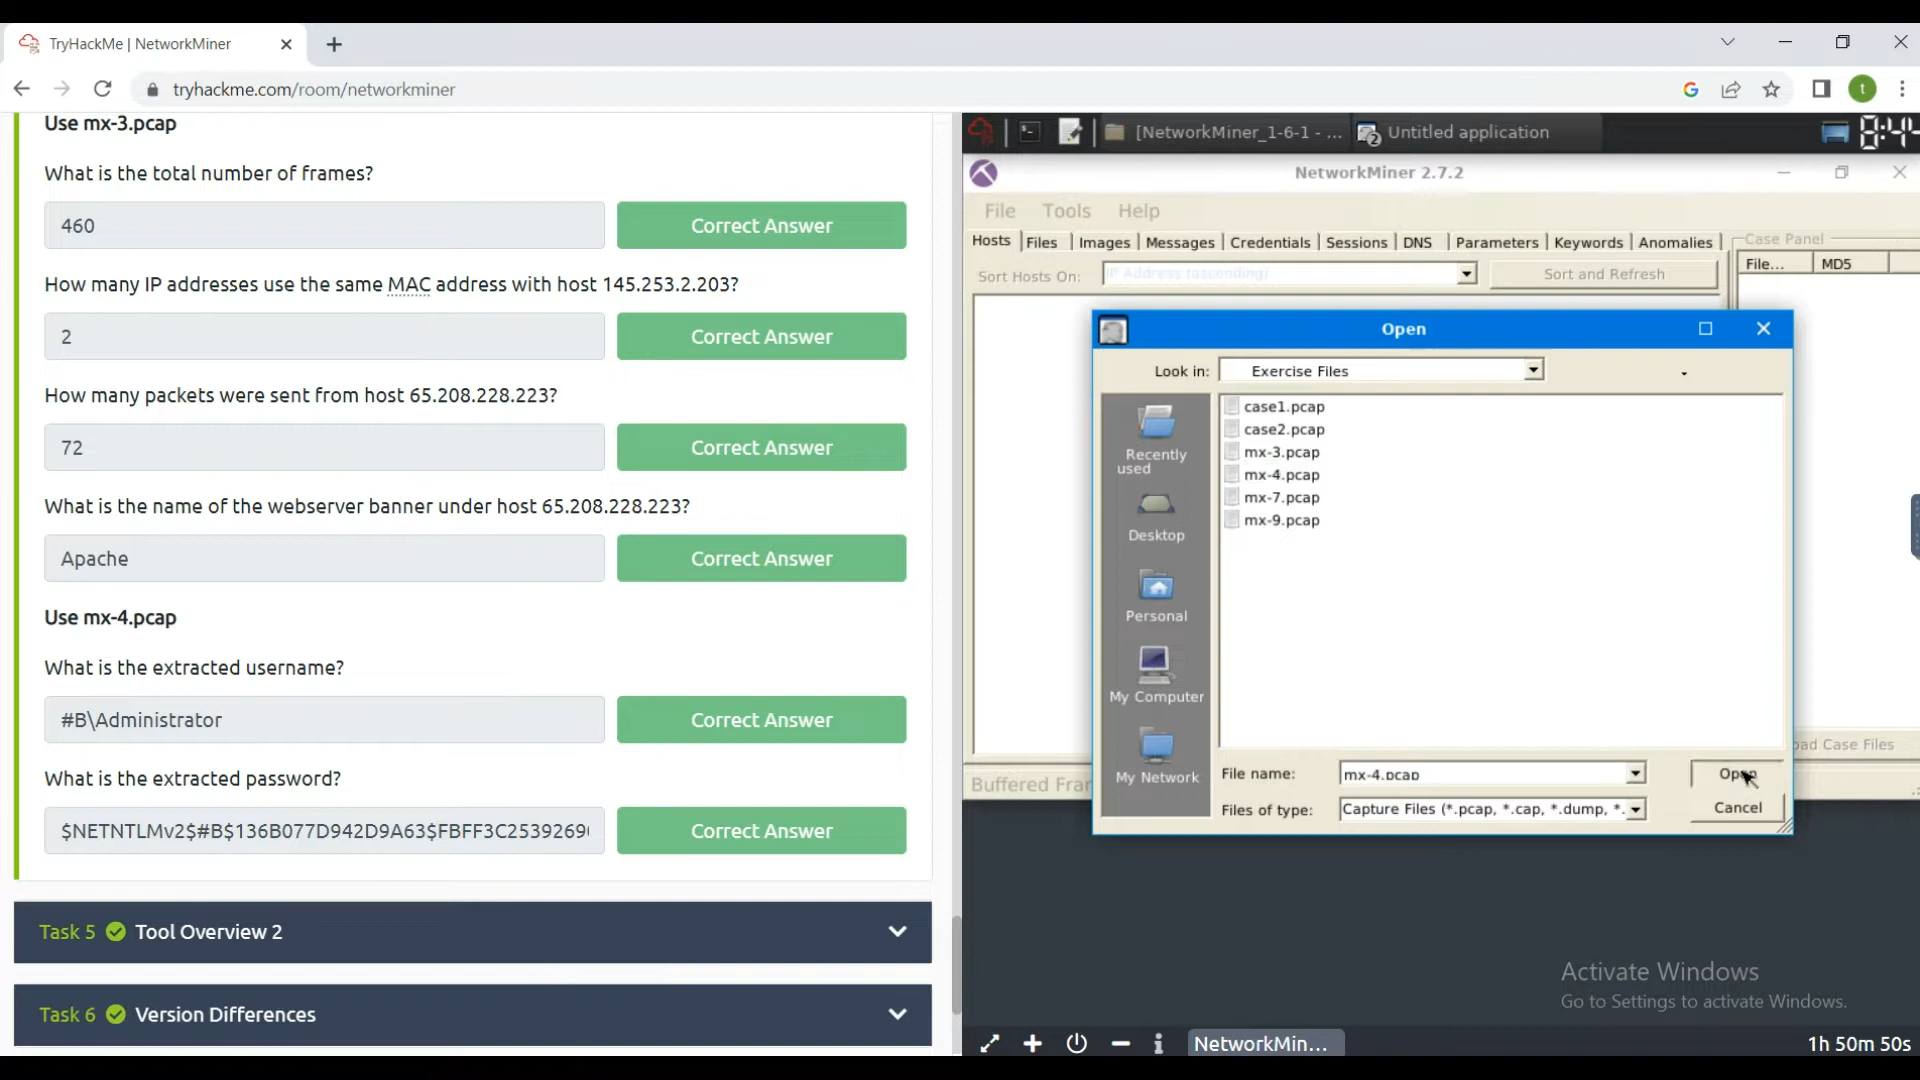 TryHackMe | NetworkMiner
tryhackme.com/room/networkminer
t
Use mx-3.pcap
What is the total number of frames?
460
Correct Answer
How many IP addresses use the same MAC address with host 145.253.2.203?
2
Correct Answer
How many packets were sent from host 65.208.228.223?
72
Correct Answer
What is the name of the webserver banner under host 65.208.228.223?
Apache
Correct Answer
Use mx-4.pcap
What is the extracted username?
#B\Administrator
Correct Answer
What is the extracted password?
$NETNTLMv2$#B$136B077D942D9A63$FBFF3C2539269
Correct Answer
Task 5 Tool Overview 2
Task 6 Version Differences
[NetworkMiner_1-6-1 - ...
Untitled application
NetworkMiner 2.7.2
File Tools Help
Hosts Files Images Messages Credentials Sessions DNS Parameters Keywords Anomalies
Case Panel
Sort Hosts On: IP Address (ascending) Sort and Refresh
File... MD5
Open
Look in: Exercise Files
case1.pcap
case2.pcap
mx-3.pcap
mx-4.pcap
mx-7.pcap
mx-9.pcap
Recently
used
Desktop
Personal
My Computer
My Network
File name: mx-4.pcap Open
Files of type: Capture Files (*.pcap, *.cap, *.dump, *. Cancel
Case Files
Buffered
Activate Windows
Go to Settings to activate Windows.
NetworkMin...
1h 50m 50s